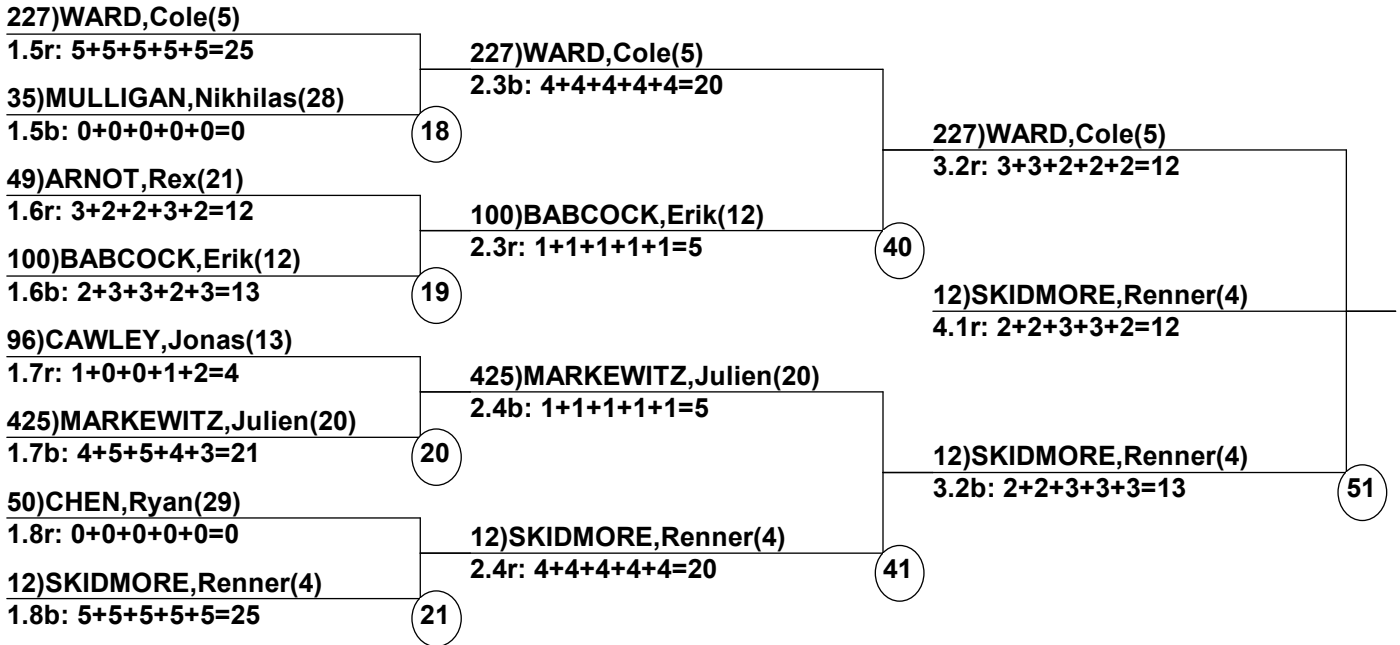 227)WARD,Cole(5)
1.5r: 5+5+5+5+5=25
35)MULLIGAN,Nikhilas(28)
1.5b: 0+0+0+0+0=0
18
49)ARNOT,Rex(21)
1.6r: 3+2+2+3+2=12
100)BABCOCK,Erik(12)
1.6b: 2+3+3+2+3=13
19
96)CAWLEY,Jonas(13)
1.7r: 1+0+0+1+2=4
425)MARKEWITZ,Julien(20)
1.7b: 4+5+5+4+3=21
20
50)CHEN,Ryan(29)
1.8r: 0+0+0+0+0=0
12)SKIDMORE,Renner(4)
1.8b: 5+5+5+5+5=25
21
227)WARD,Cole(5)
2.3b: 4+4+4+4+4=20
100)BABCOCK,Erik(12)
2.3r: 1+1+1+1+1=5
40
425)MARKEWITZ,Julien(20)
2.4b: 1+1+1+1+1=5
12)SKIDMORE,Renner(4)
2.4r: 4+4+4+4+4=20
41
227)WARD,Cole(5)
3.2r: 3+3+2+2+2=12
12)SKIDMORE,Renner(4)
4.1r: 2+2+3+3+2=12
12)SKIDMORE,Renner(4)
3.2b: 2+2+3+3+3=13
51